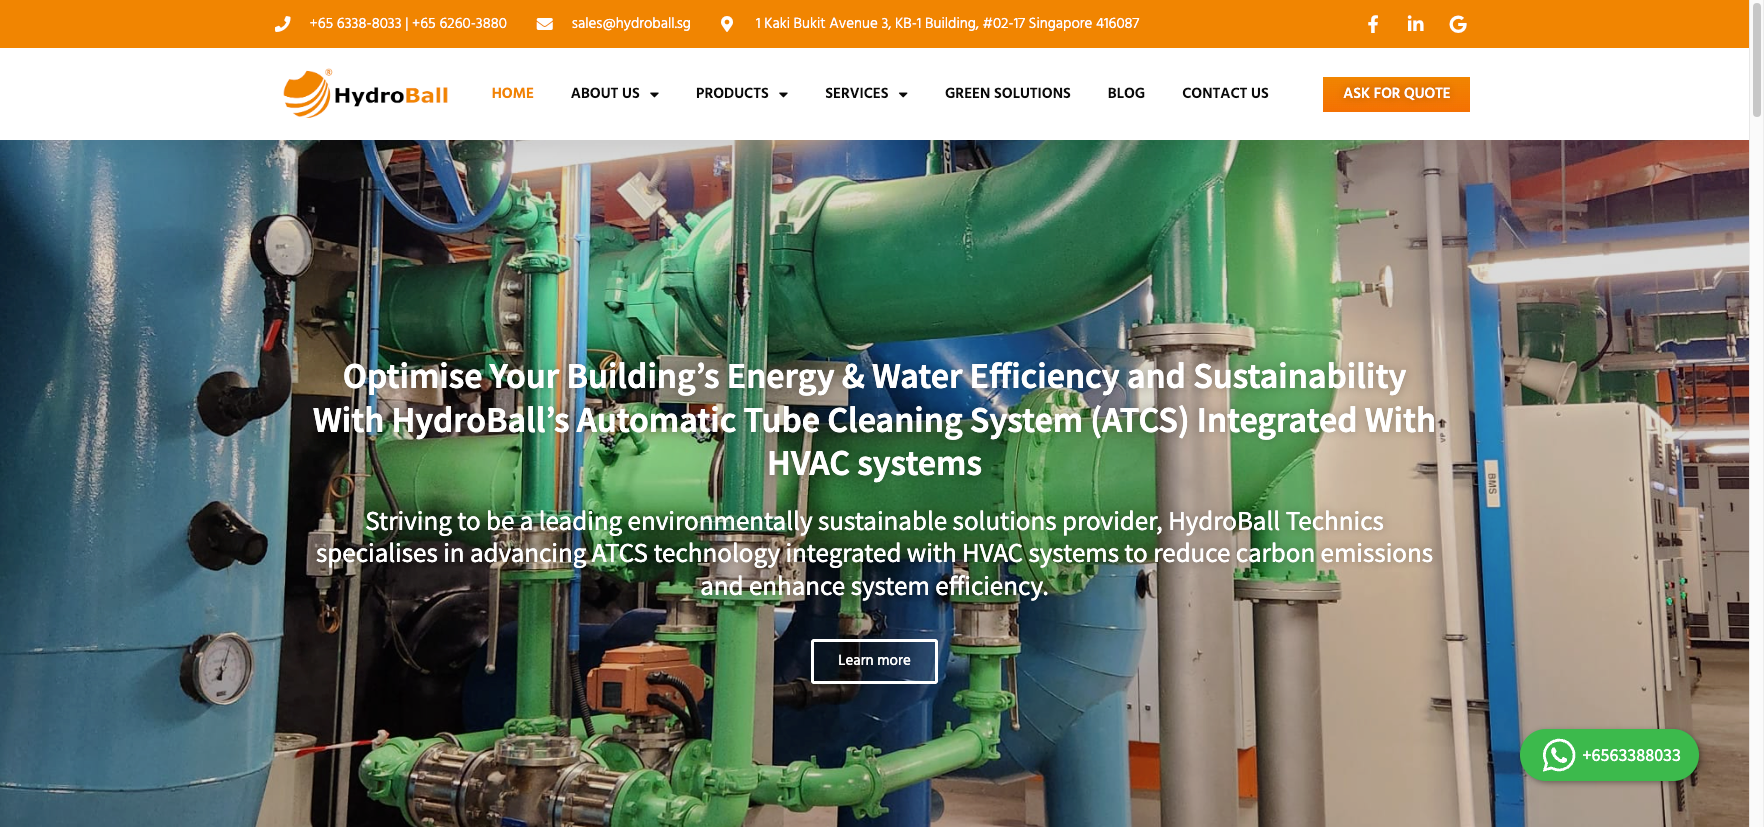 +65 6338-8033 | +65 6260-3880
sales@hydroball.sg
1 Kaki Bukit Avenue 3, KB-1 Building, #02-17 Singapore 416087
HydroBall®
HOME
ABOUT US
PRODUCTS
SERVICES
GREEN SOLUTIONS
BLOG
CONTACT US
ASK FOR QUOTE
Optimise Your Building’s Energy & Water Efficiency and Sustainability
With HydroBall’s Automatic Tube Cleaning System (ATCS) Integrated With
HVAC systems
Striving to be a leading environmentally sustainable solutions provider, HydroBall Technics
specialises in advancing ATCS technology integrated with HVAC systems to reduce carbon emissions
and enhance system efficiency.
Learn more
BMS
+6563388033